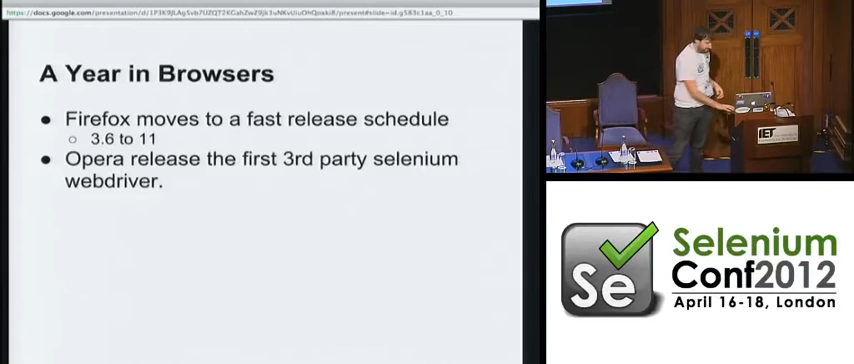 A Year in Browsers
● Firefox moves to a fast release schedule
○ 3.6 to 11
● Opera release the first 3rd party selenium
webdriver.
IET
Se
Selenium
Conf2012
April 16-18, London